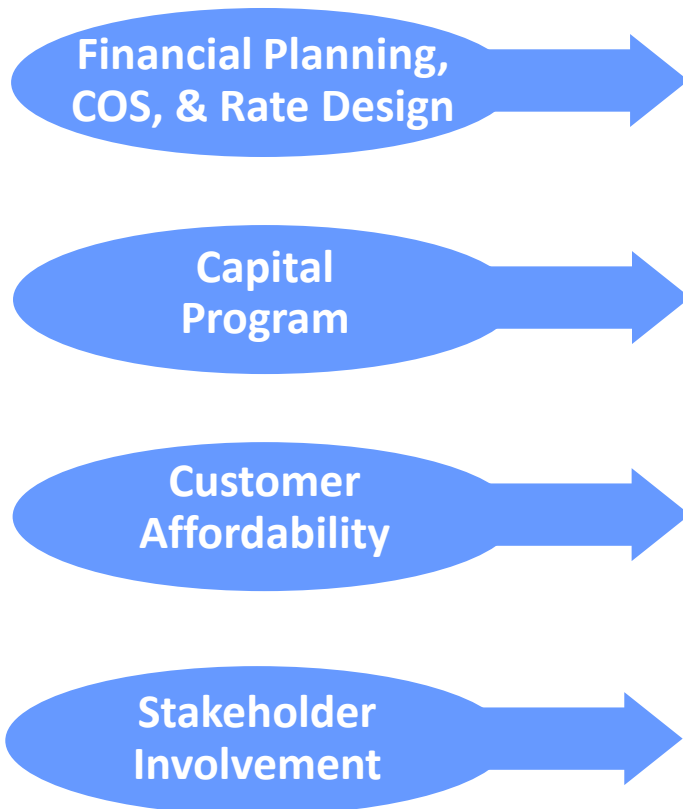 Financial Planning,
COS, & Rate Design
Capital
Program
Customer
Affordability
Stakeholder
Involvement